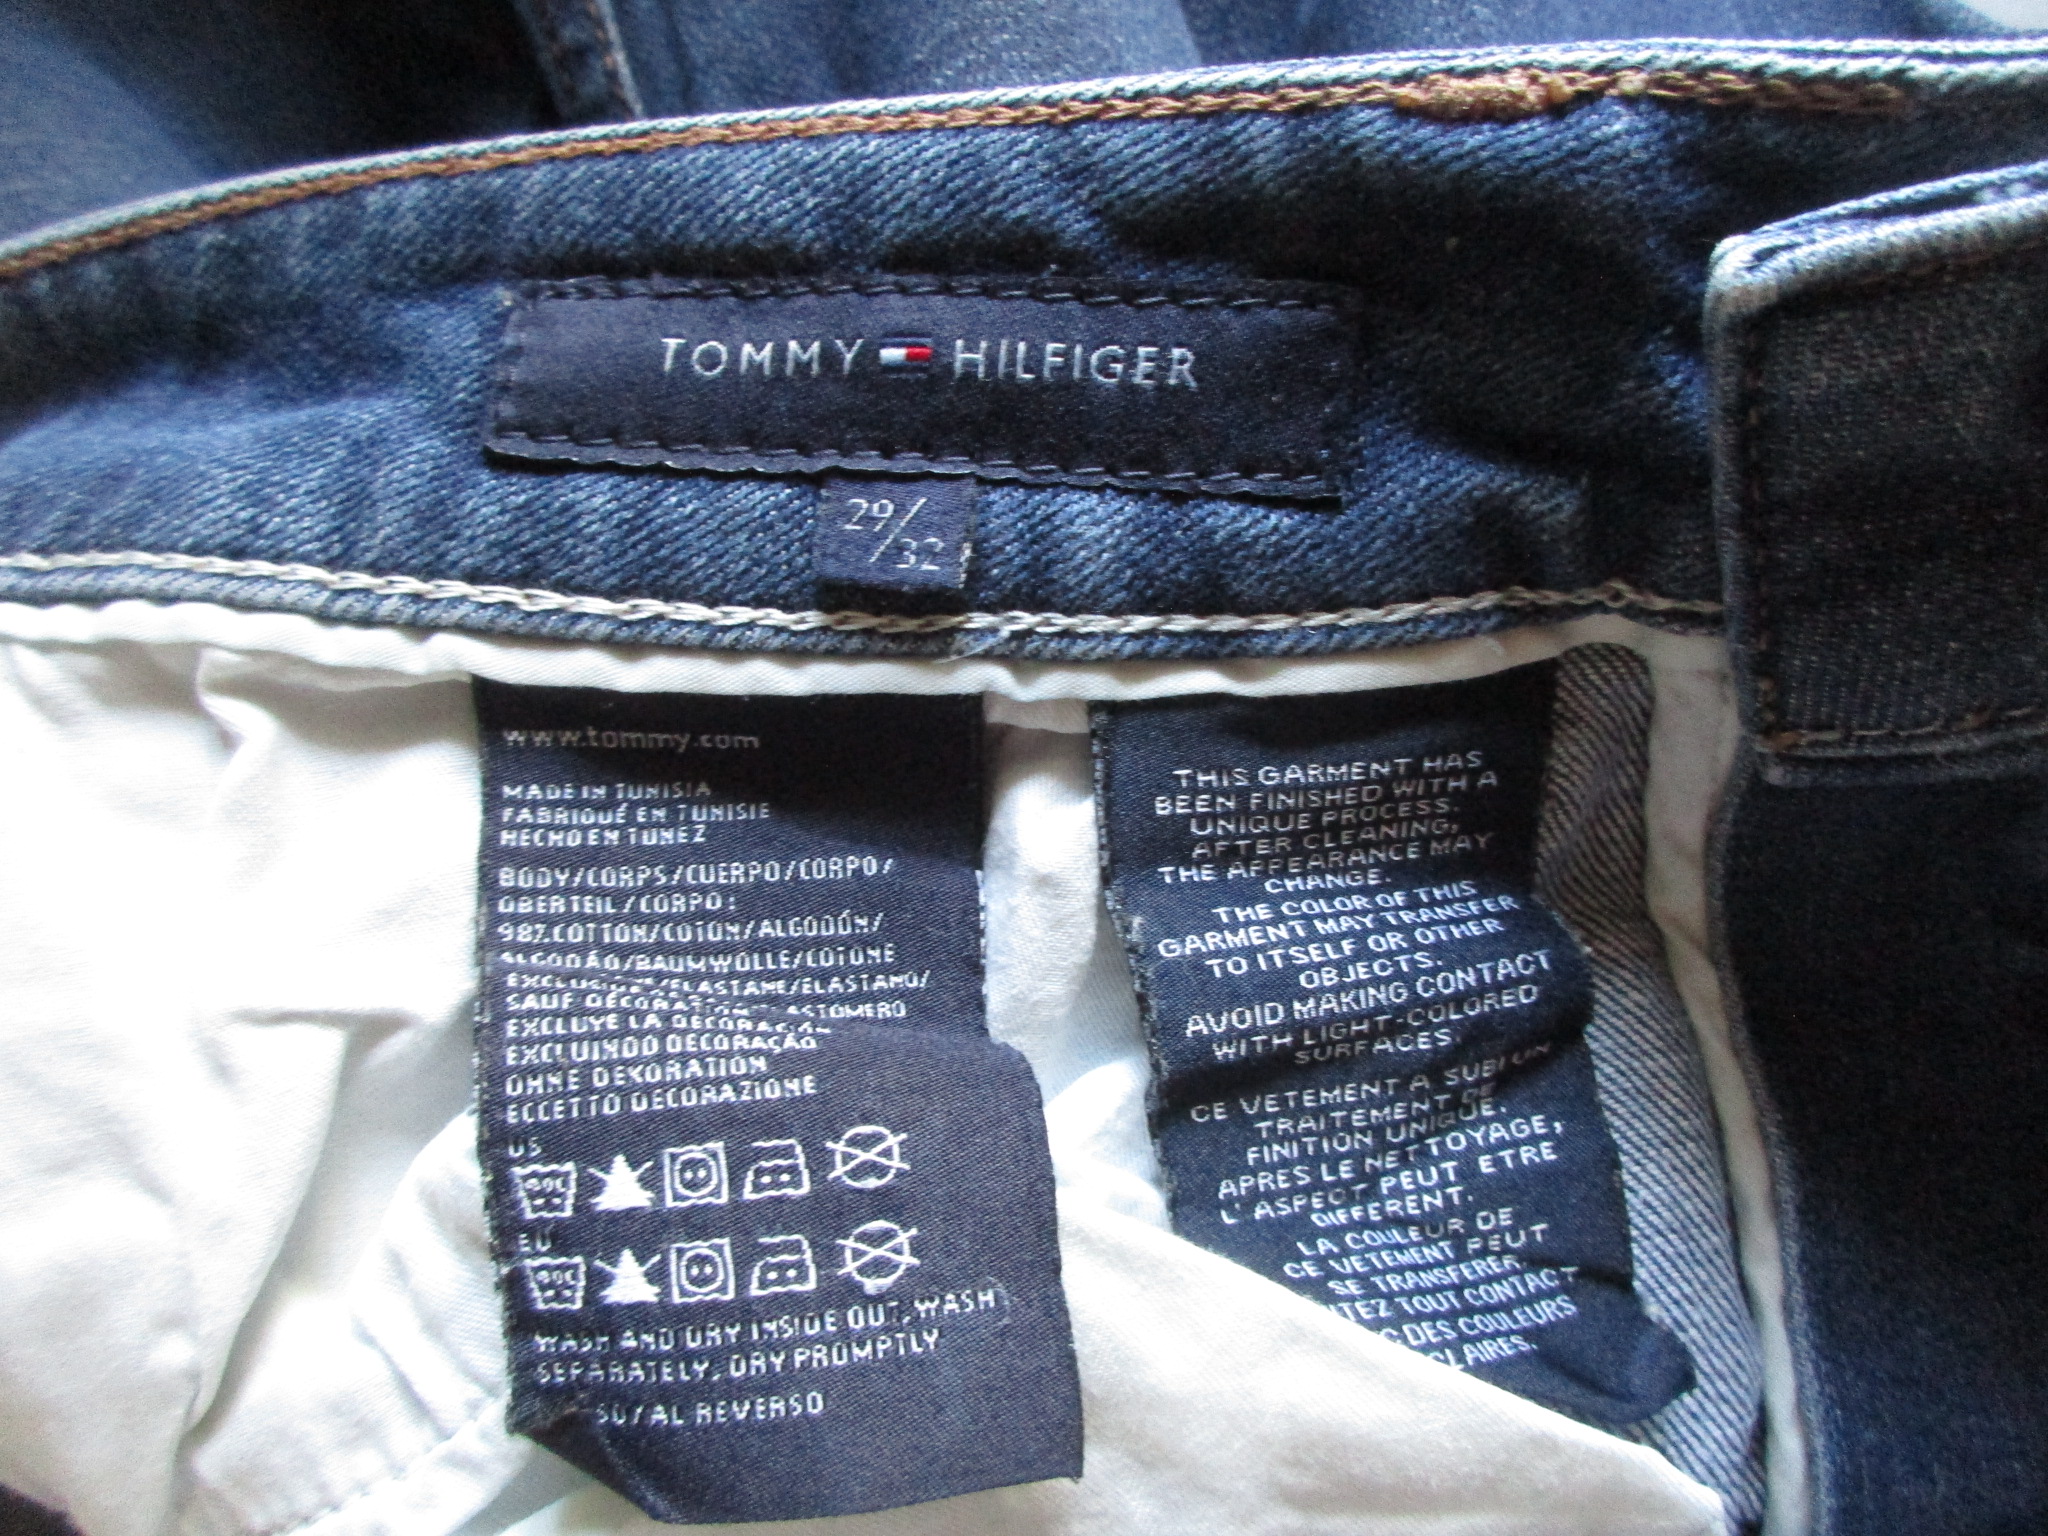 TOMMY HILFIGER
29/32
www.tommy.com
MADE IN TUNISIA
FABRIQUÉ EN TUNISIE
HECHO EN TÚNEZ
BODY/CORPS/CUERPO/CORPO/
OBERTEIL/CORPO:
98% COTTON/COTON/ALGODÓN/
ALGODÃO/BAUMWOLLE/COTONE
/ELASTANE/ELASTANO/
SAUF
EXCLUYE LA DECORACIÓN
EXCLUINDO DECORAÇÃO
OHNE DEKORATION
ECCETTO DECORAZIONE
US
EU
WASH AND DRY INSIDE OUT, WASH
SEPARATELY, DRY PROMPTLY
AL REVERSO
THIS GARMENT HAS
BEEN FINISHED WITH A
UNIQUE PROCESS.
AFTER CLEANING,
THE APPEARANCE MAY
CHANGE.
THE COLOR OF THIS
GARMENT MAY TRANSFER
TO ITSELF OR OTHER
OBJECTS.
AVOID MAKING CONTACT
WITH LIGHT-COLORED
SURFACES.
CE VETEMENT A SUBI UN
TRAITEMENT DE
FINITION UNIQUE.
APRES LE NETTOYAGE,
L'ASPECT PEUT ETRE
DIFFERENT.
LA COULEUR DE
CE VETEMENT PEUT
SE TRANSFERER.
TOUT CONTACT
DES COULEURS